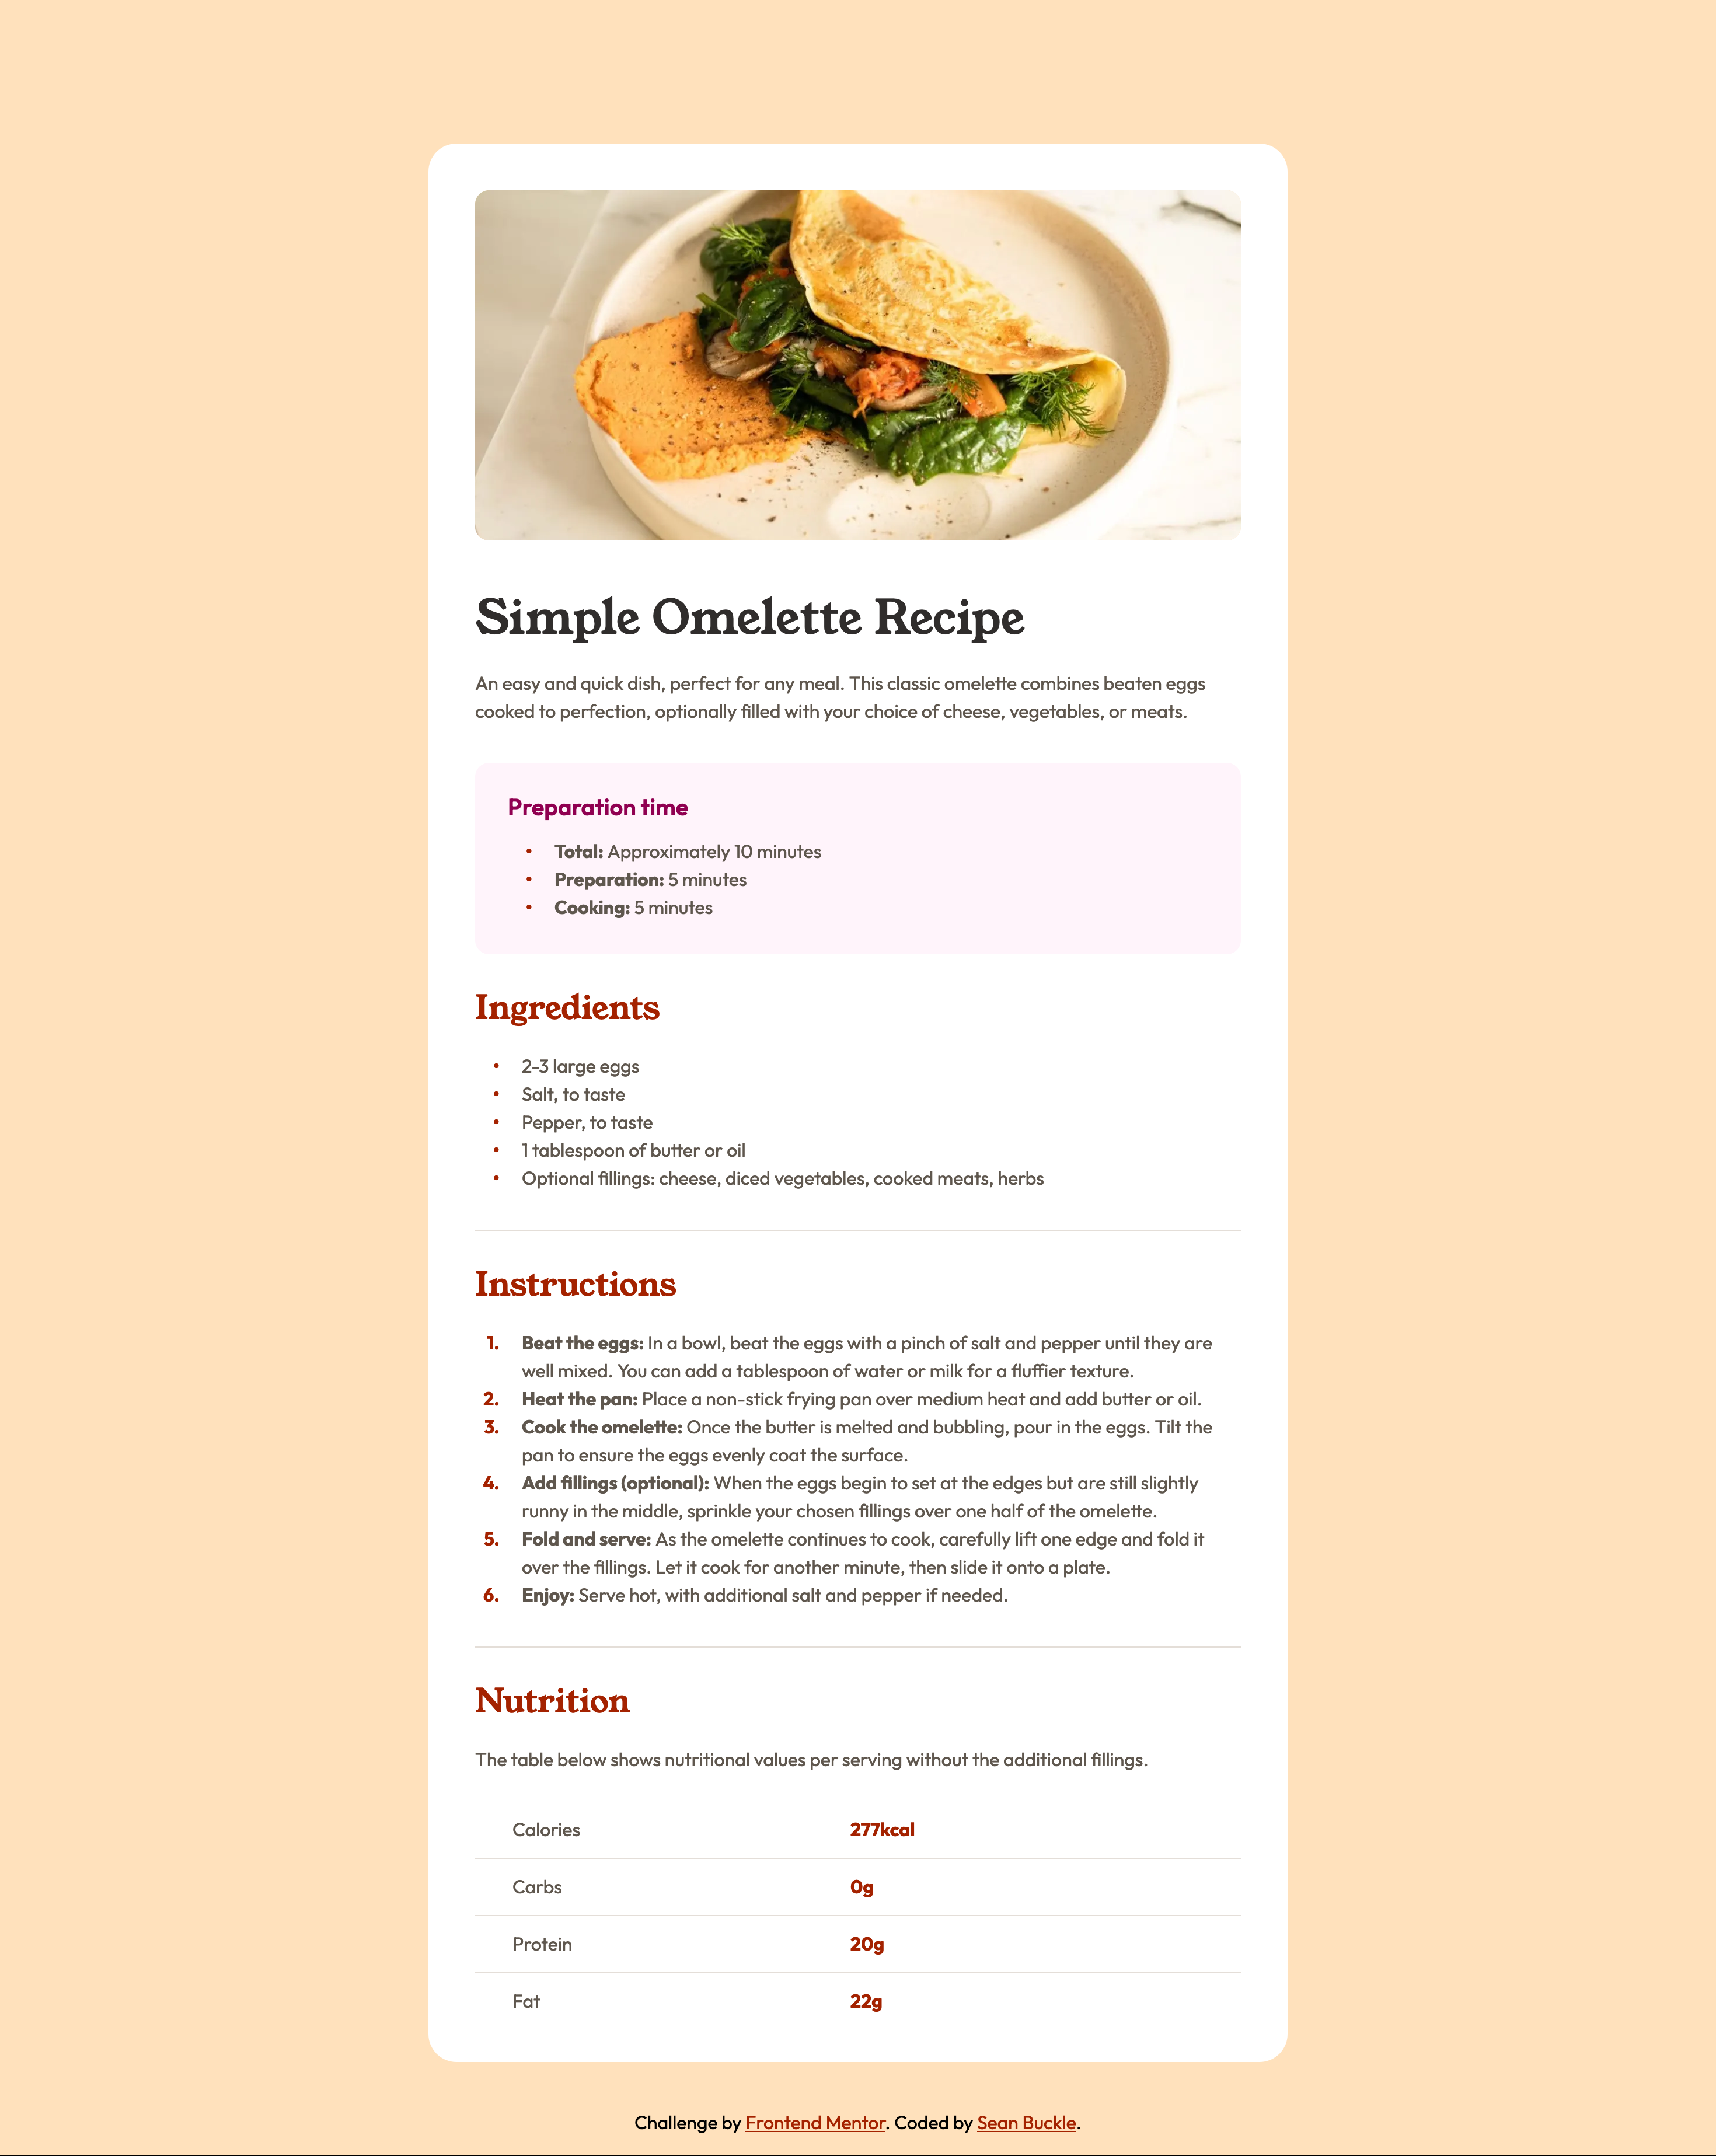 Simple Omelette Recipe
An easy and quick dish, perfect for any meal. This classic omelette combines beaten eggs
cooked to perfection, optionally filled with your choice of cheese, vegetables, or meats.
Preparation time
• Total: Approximately 10 minutes
• Preparation: 5 minutes
• Cooking: 5 minutes
Ingredients
• 2-3 large eggs
• Salt, to taste
• Pepper, to taste
• 1 tablespoon of butter or oil
• Optional fillings: cheese, diced vegetables, cooked meats, herbs
Instructions
1. Beat the eggs: In a bowl, beat the eggs with a pinch of salt and pepper until they are
well mixed. You can add a tablespoon of water or milk for a fluffier texture.
2. Heat the pan: Place a non-stick frying pan over medium heat and add butter or oil.
3. Cook the omelette: Once the butter is melted and bubbling, pour in the eggs. Tilt the
pan to ensure the eggs evenly coat the surface.
4. Add fillings (optional): When the eggs begin to set at the edges but are still slightly
runny in the middle, sprinkle your chosen fillings over one half of the omelette.
5. Fold and serve: As the omelette continues to cook, carefully lift one edge and fold it
over the fillings. Let it cook for another minute, then slide it onto a plate.
6. Enjoy: Serve hot, with additional salt and pepper if needed.
Nutrition
The table below shows nutritional values per serving without the additional fillings.
Calories 277kcal
Carbs 0g
Protein 20g
Fat 22g
Challenge by Frontend Mentor. Coded by Sean Buckle.